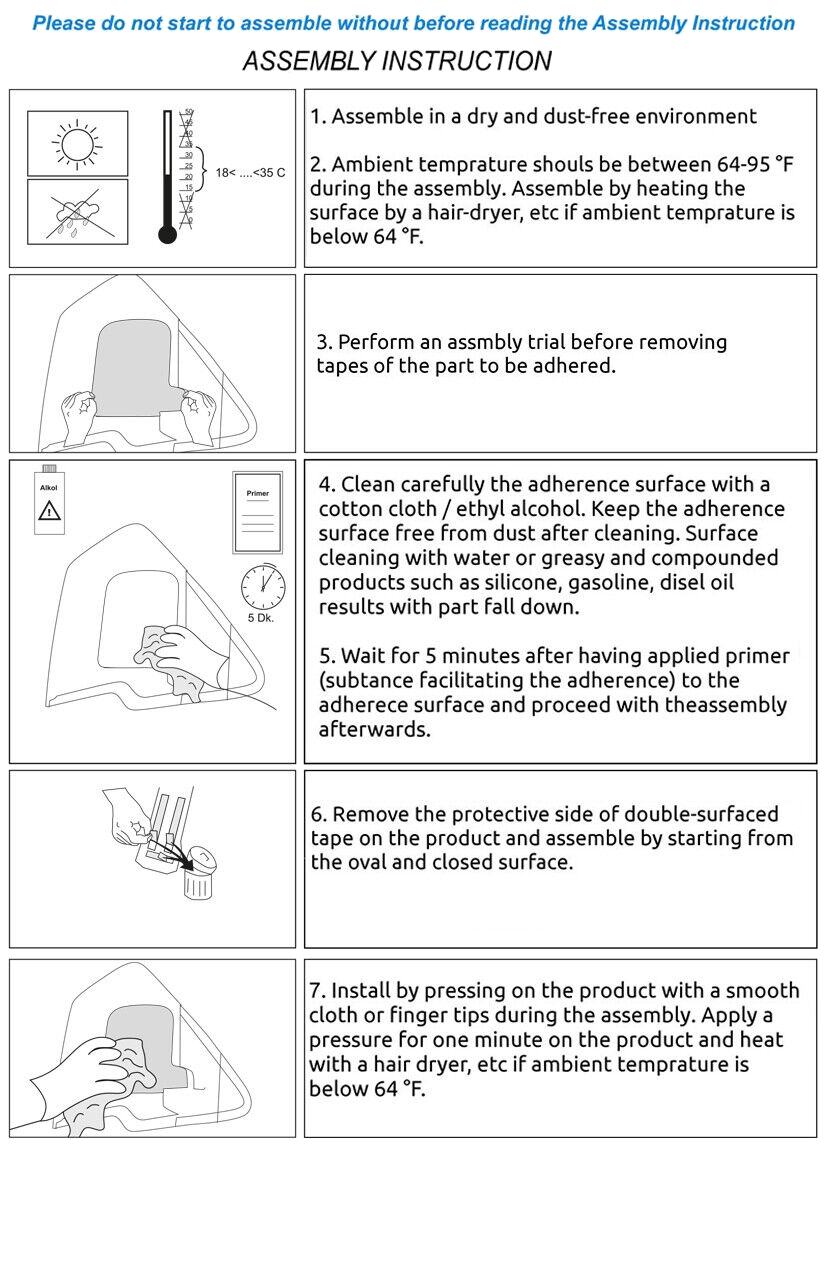 Please do not start to assemble without before reading the Assembly Instruction
ASSEMBLY INSTRUCTION
50
45
40
35
30
25
20
15
10
5
0
18< ....<35 C
1. Assemble in a dry and dust-free environment
2. Ambient temprature shouls be between 64-95 °F
during the assembly. Assemble by heating the
surface by a hair-dryer, etc if ambient temprature is
below 64 °F.
3. Perform an assmbly trial before removing
tapes of the part to be adhered.
Alkol
!
Primer
5 Dk.
4. Clean carefully the adherence surface with a
cotton cloth / ethyl alcohol. Keep the adherence
surface free from dust after cleaning. Surface
cleaning with water or greasy and compounded
products such as silicone, gasoline, disel oil
results with part fall down.
5. Wait for 5 minutes after having applied primer
(subtance facilitating the adherence) to the
adherece surface and proceed with theassembly
afterwards.
6. Remove the protective side of double-surfaced
tape on the product and assemble by starting from
the oval and closed surface.
7. Install by pressing on the product with a smooth
cloth or finger tips during the assembly. Apply a
pressure for one minute on the product and heat
with a hair dryer, etc if ambient temprature is
below 64 °F.